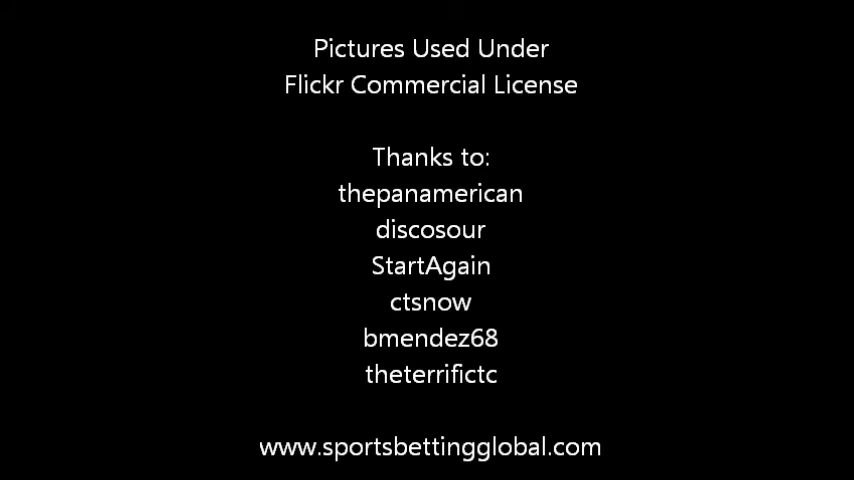 Pictures Used Under
Flickr Commercial License
Thanks to:
thepanamerican
discosour
StartAgain
ctsnow
bmendez68
theterrifictc
www.sportsbettingglobal.com